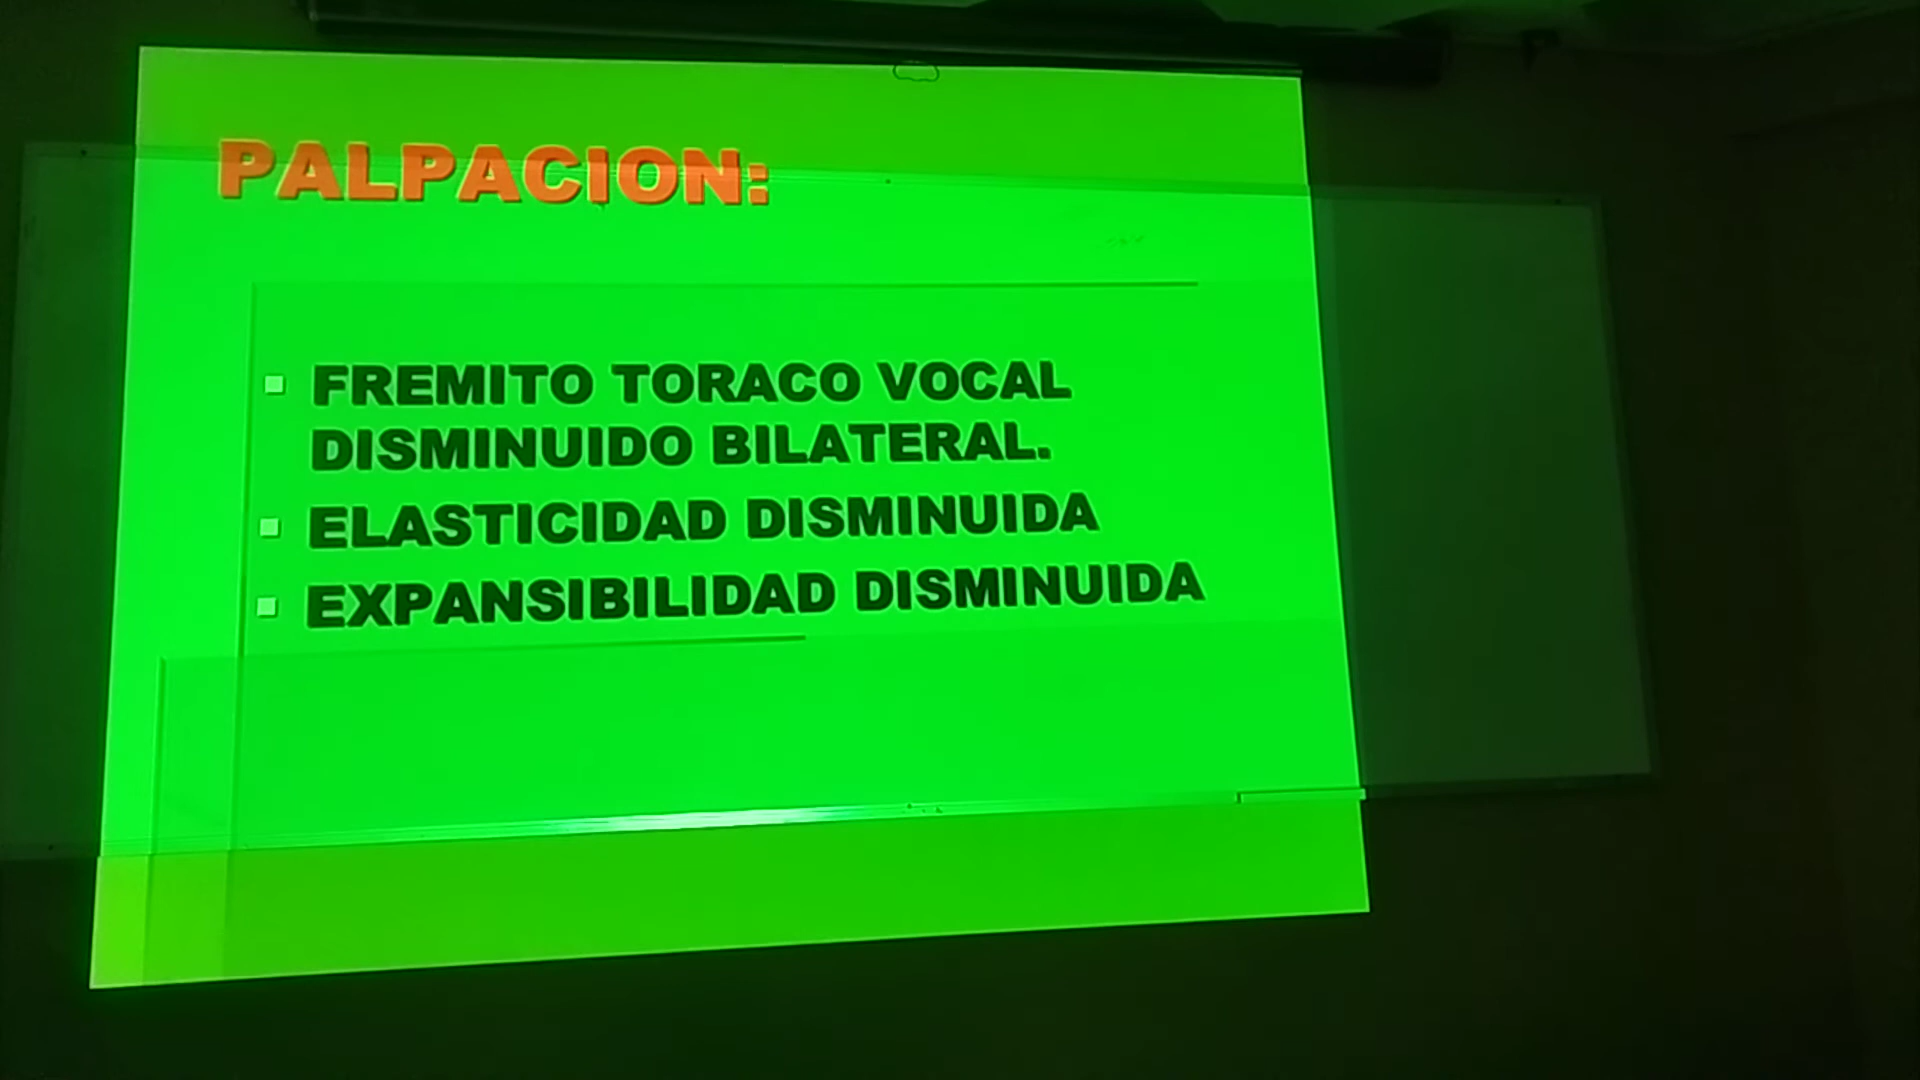 PALPACION:
FREMITO TORACO VOCAL
DISMINUIDO BILATERAL.
ELASTICIDAD DISMINUIDA
EXPANSIBILIDAD DISMINUIDA